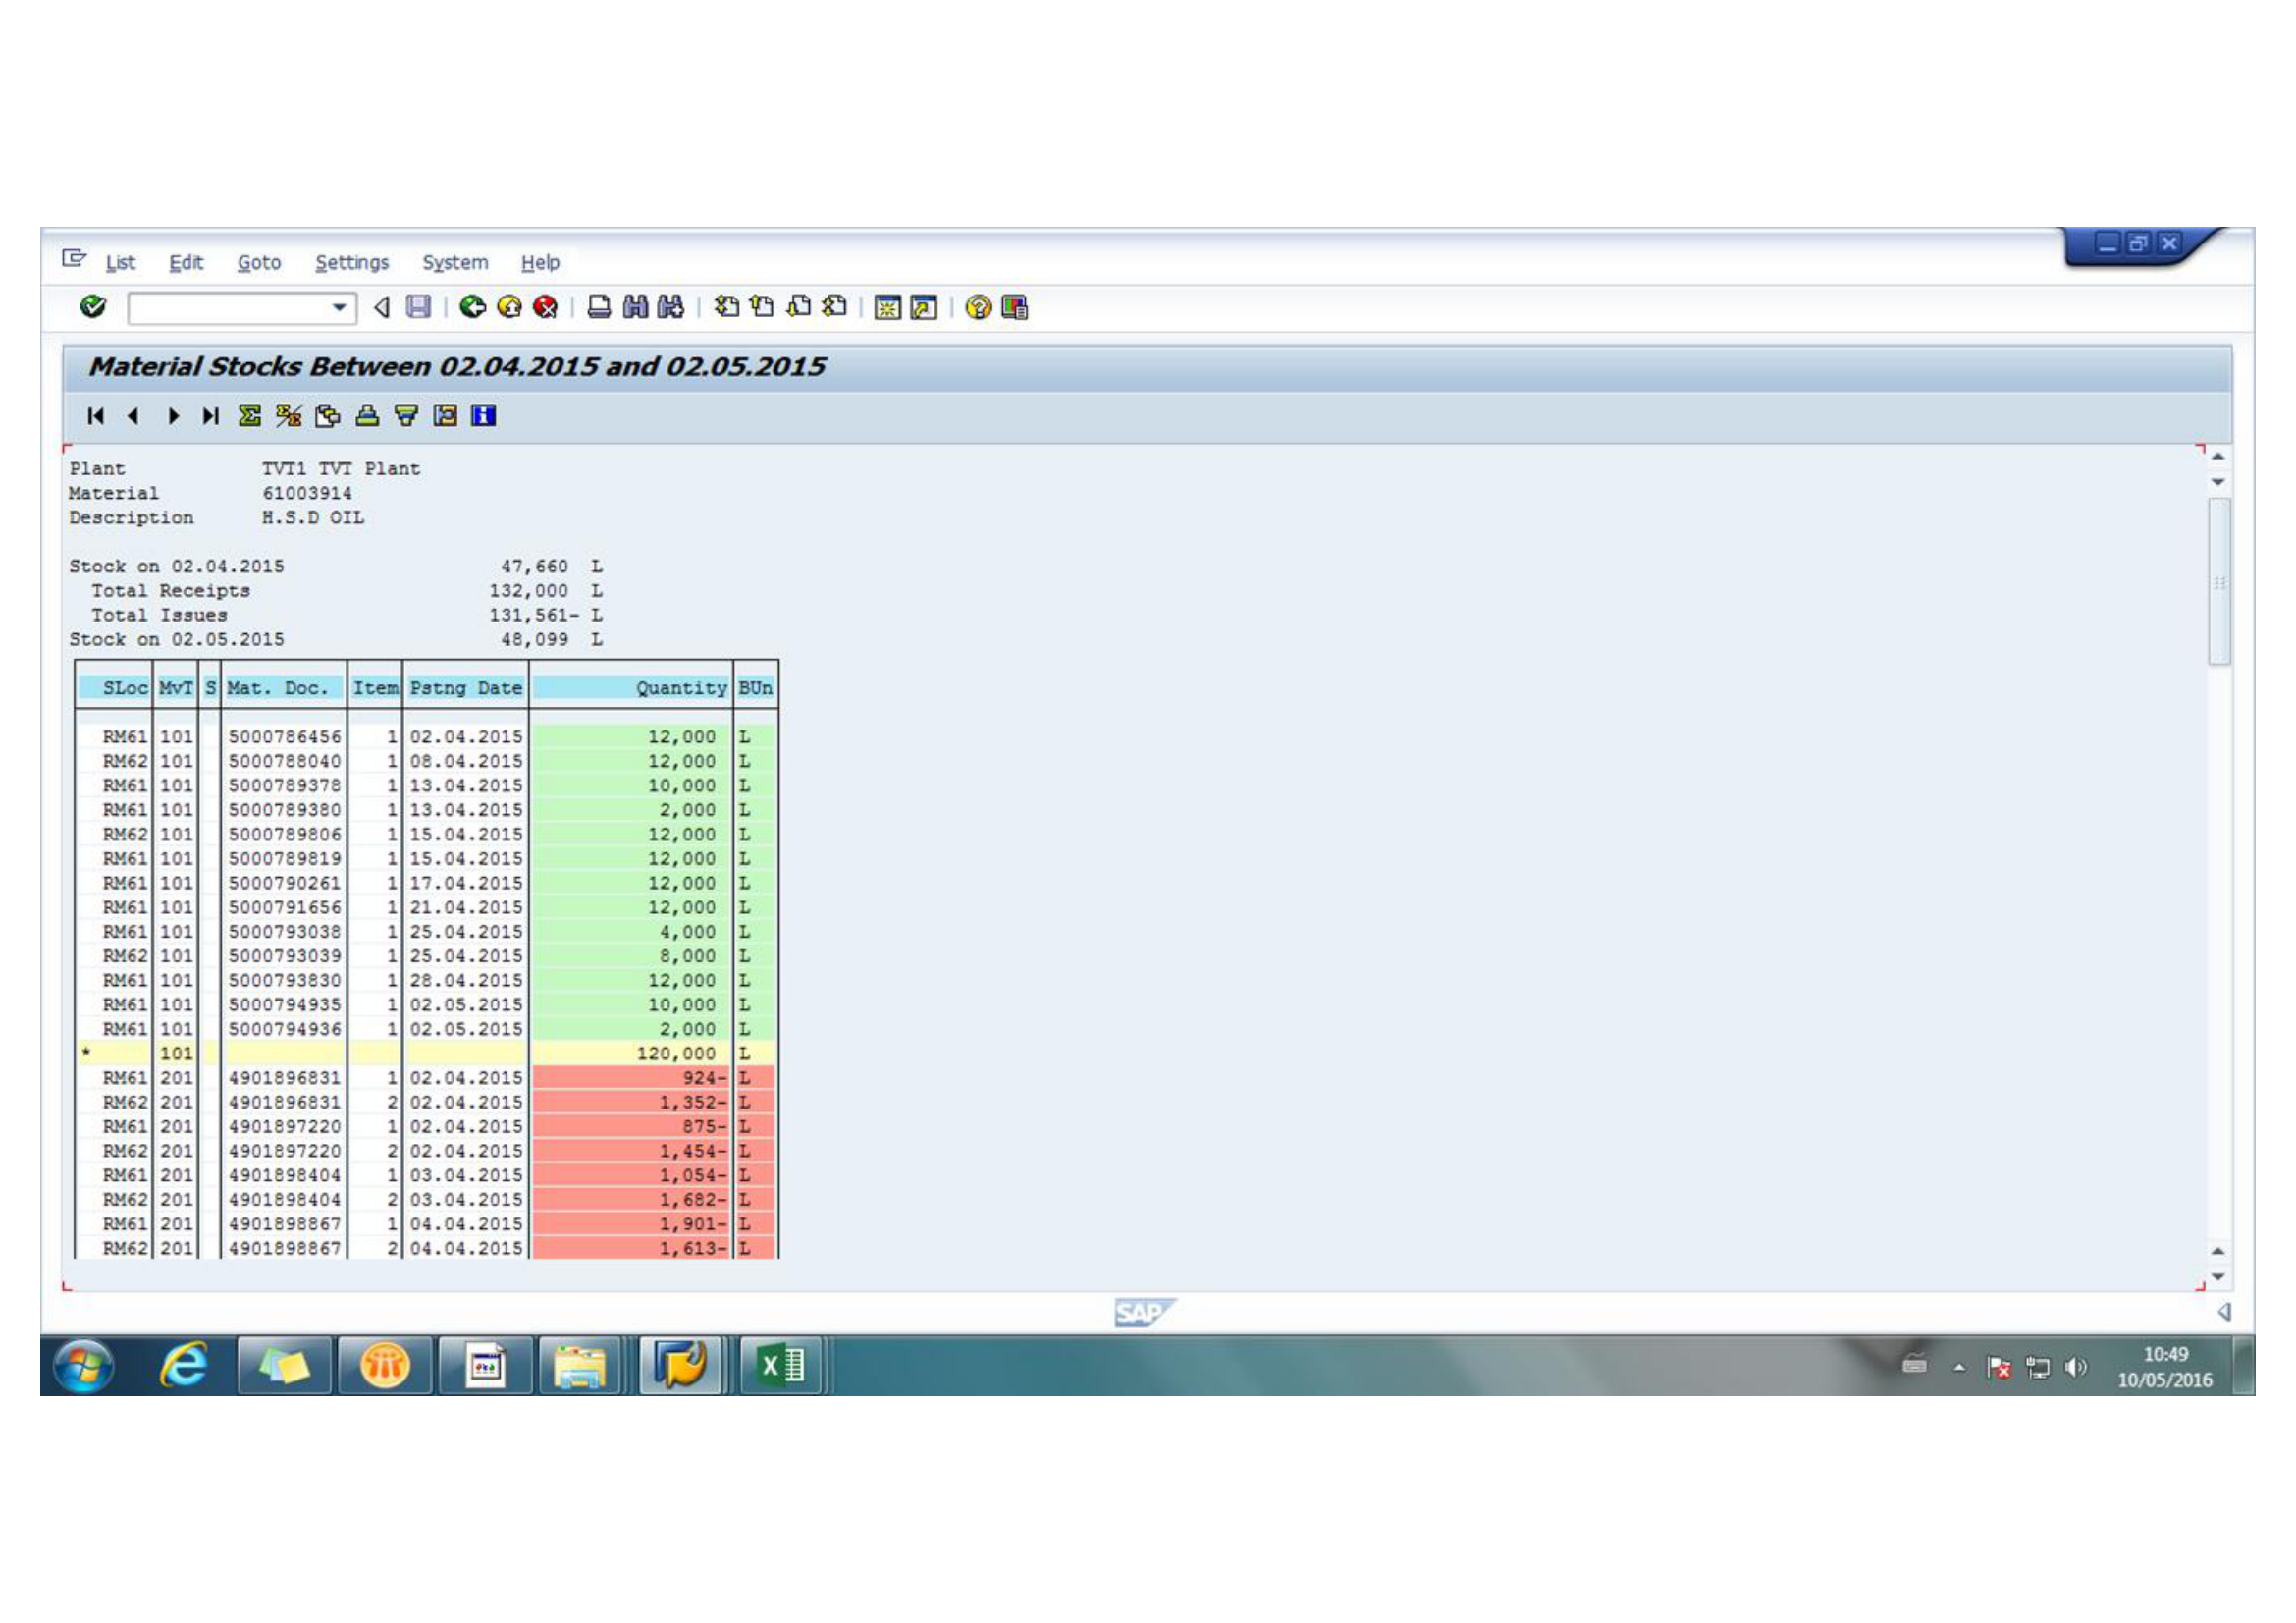 List Edit Goto Settings System Help
Material Stocks Between 02.04.2015 and 02.05.2015
Plant TVT1 TVT Plant
Material 61003914
Description H.S.D OIL
Stock on 02.04.2015 47,660 L
Total Receipts 132,000 L
Total Issues 131,561- L
Stock on 02.05.2015 48,099 L
SLoc MvT S Mat. Doc. Item Pstng Date Quantity BUn
RM61 101 5000786456 1 02.04.2015 12,000 L
RM62 101 5000788040 1 08.04.2015 12,000 L
RM61 101 5000789378 1 13.04.2015 10,000 L
RM61 101 5000789380 1 13.04.2015 2,000 L
RM62 101 5000789806 1 15.04.2015 12,000 L
RM61 101 5000789819 1 15.04.2015 12,000 L
RM61 101 5000790261 1 17.04.2015 12,000 L
RM61 101 5000791656 1 21.04.2015 12,000 L
RM61 101 5000793038 1 25.04.2015 4,000 L
RM62 101 5000793039 1 25.04.2015 8,000 L
RM61 101 5000793830 1 28.04.2015 12,000 L
RM61 101 5000794935 1 02.05.2015 10,000 L
RM61 101 5000794936 1 02.05.2015 2,000 L
* 101 120,000 L
RM61 201 4901896831 1 02.04.2015 924- L
RM62 201 4901896831 2 02.04.2015 1,352- L
RM61 201 4901897220 1 02.04.2015 875- L
RM62 201 4901897220 2 02.04.2015 1,454- L
RM61 201 4901898404 1 03.04.2015 1,054- L
RM62 201 4901898404 2 03.04.2015 1,682- L
RM61 201 4901898867 1 04.04.2015 1,901- L
RM62 201 4901898867 2 04.04.2015 1,613- L
SAP
10:49
10/05/2016